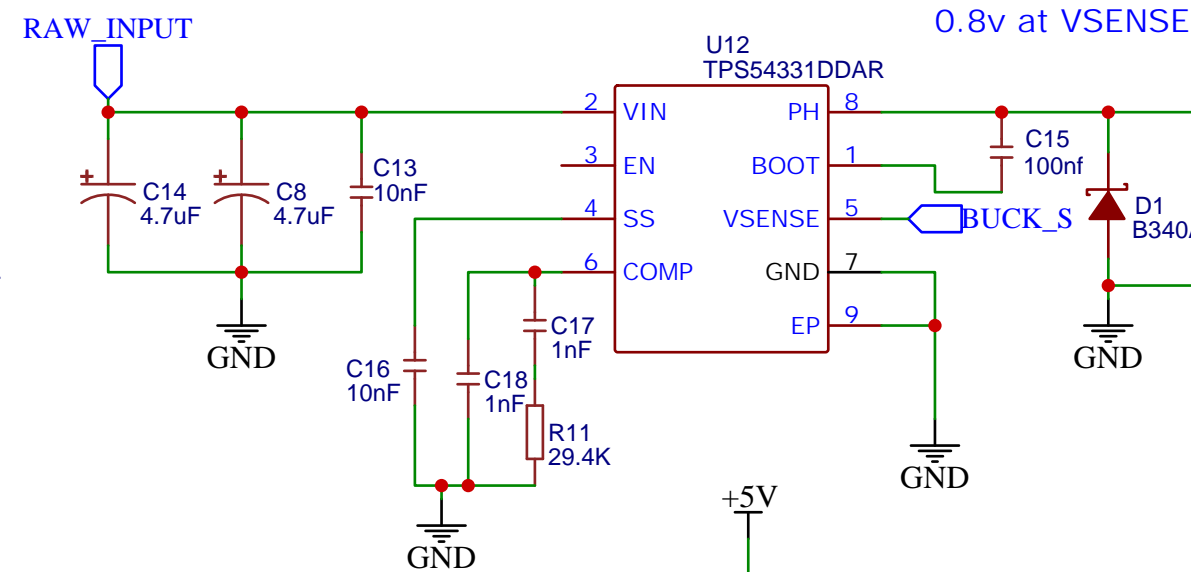 RAW_INPUT
0.8v at VSENSE
U12
TPS54331DDAR
2 VIN
PH 8
3 EN
BOOT 1
4 SS
VSENSE 5
6 COMP
GND 7
EP 9
C14
4.7uF
C8
4.7uF
C13
10nF
C15
100nf
BUCK_S
D1
B340A
GND
C17
1nF
GND
C16
10nF
C18
1nF
R11
29.4K
GND
+5V
GND